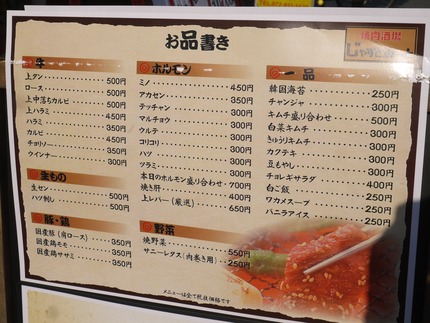 お品書き
焼肉酒場
牛
上タン 500円
ロース 500円
上中落ちカルビ 500円
上ハラミ 450円
ハラミ 450円
カルビ 450円
チョリソー 350円
ウインナー 300円
生もの
生セン 500円
ハツ刺し 500円
豚・鶏
国産豚（肩ロース） 350円
国産鶏モモ 350円
国産鶏ササミ 350円
ホルモン
ミノ 450円
アカセン 350円
テッチャン 300円
マルチョウ 300円
ウルテ 300円
コリコリ 300円
ハツ 300円
ツラミ 300円
本日のホルモン盛り合わせ 700円
焼き肝 400円
上レバー（厳選） 650円
野菜
焼野菜 550円
サニーレタス（肉巻き用） 250円
一品
韓国海苔 250円
チャンジャ 300円
キムチ盛り合わせ 500円
白菜キムチ 300円
きゅうりキムチ 300円
カクテキ 300円
豆もやし 300円
チョレギサラダ 400円
白ご飯 250円
ワカメスープ 250円
バニラアイス 250円
メニューは全て税抜価格です